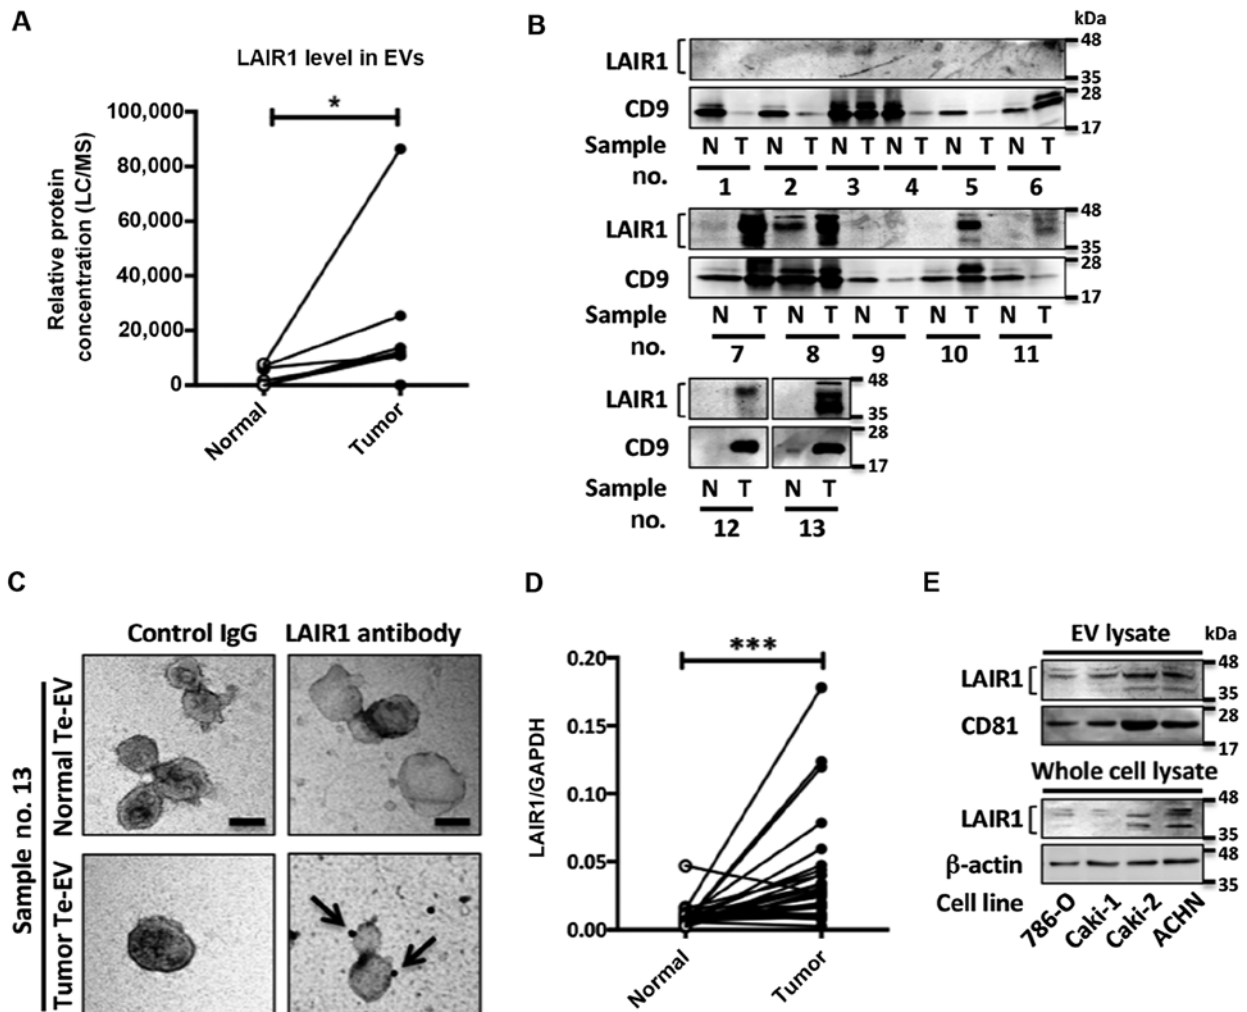 A
LAIR1 level in EVs
*
Relative protein
concentration (LC/MS)
100,000
80,000
60,000
40,000
20,000
0
Normal
Tumor
B
kDa
LAIR1
48
35
CD9
28
17
Sample N T N T N T N T N T N T
no. 1 2 3 4 5 6
LAIR1
48
35
CD9
28
17
Sample N T N T N T N T N T
no. 7 8 9 10 11
LAIR1
48
35
CD9
28
17
Sample N T N T
no. 12 13
C
Control IgG LAIR1 antibody
Sample no. 13
Normal Te-EV
Tumor Te-EV
D
***
LAIR1/GAPDH
0.20
0.15
0.10
0.05
0.00
Normal
Tumor
E
EV lysate kDa
LAIR1
48
35
CD81
28
17
Whole cell lysate
LAIR1
48
35
β-actin
48
35
Cell line 786-O Caki-1 Caki-2 ACHN